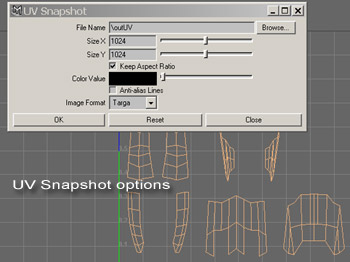 UV Snapshot
File Name \outUV Browse...
Size X 1024
Size Y 1024
Keep Aspect Ratio
Color Value
Anti-alias Lines
Image Format Targa
OK Reset Close
UV Snapshot options